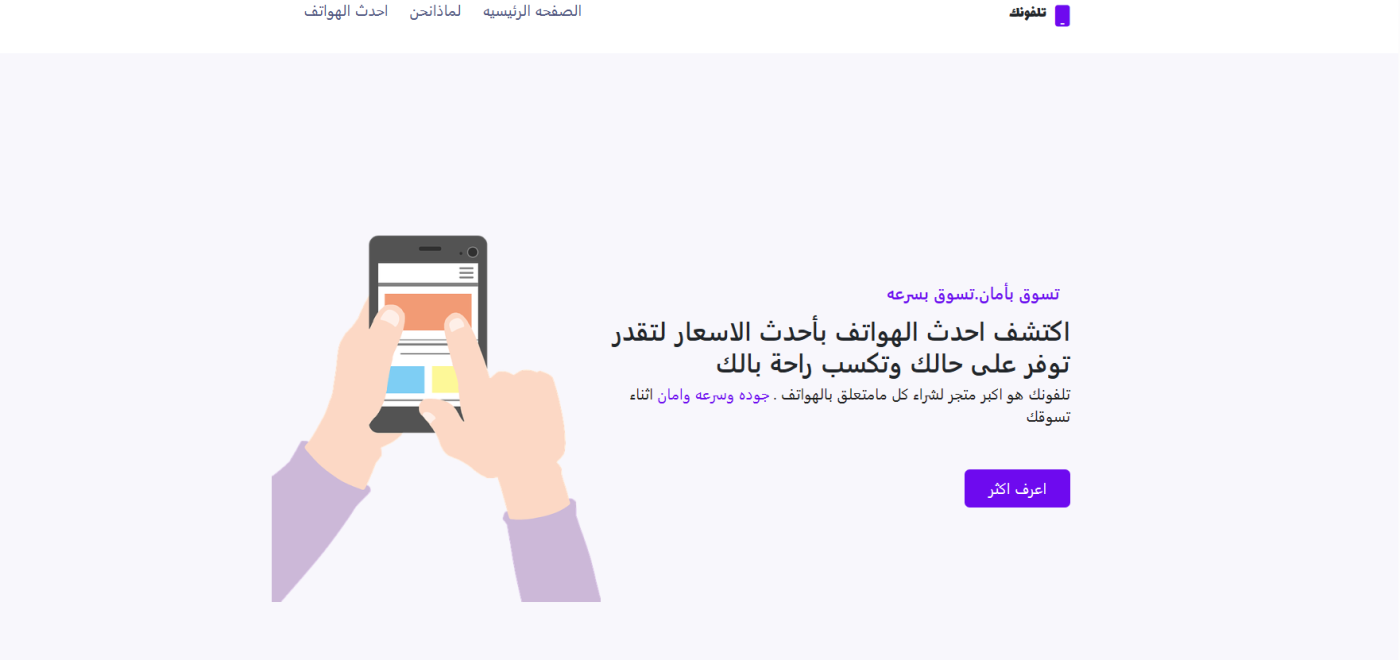 تلفونك
الصفحه الرئيسيه
لماذانحن
احدث الهواتف
تسوق بأمان.تسوق بسرعه
اكتشف احدث الهواتف بأحدث الاسعار لتقدر
توفر على حالك وتكسب راحة بالك
تلفونك هو اكبر متجر لشراء كل مامتعلق بالهواتف . جوده وسرعه وامان اثناء
تسوقك
اعرف اكثر